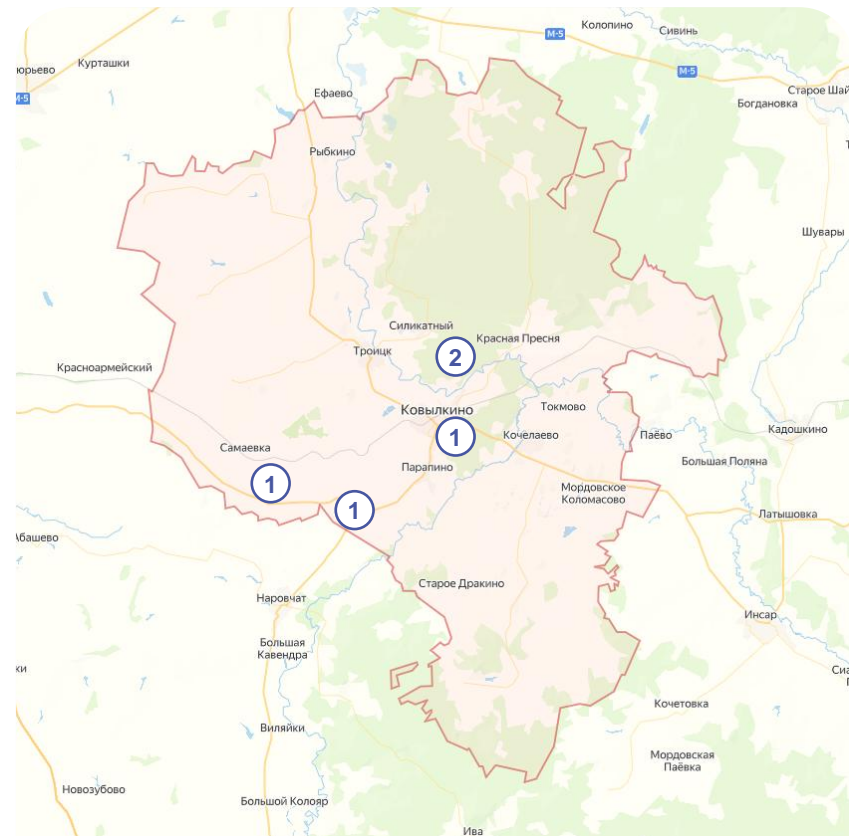 Колопино
М-5
Сивинь
Курташки
М-5
Ефаево
М-5
Старое Шай
Богдановка
Рыбкино
Шувары
Силикатный
Красная Пресня
Троицк
2
Красноармейский
Ковылкино
Токмово
1
Кочелаево
Паёво
Кадошкино
Самаевка
Парапино
Большая Поляна
1
Мордовское
Коломасово
1
Латышовка
Абашево
Старое Дракино
Наровчат
Инсар
Большая
Кавендра
Кочетовка
Виляйки
Мордовская
Паёвка
Новозубово
Большой Колояр
Ива